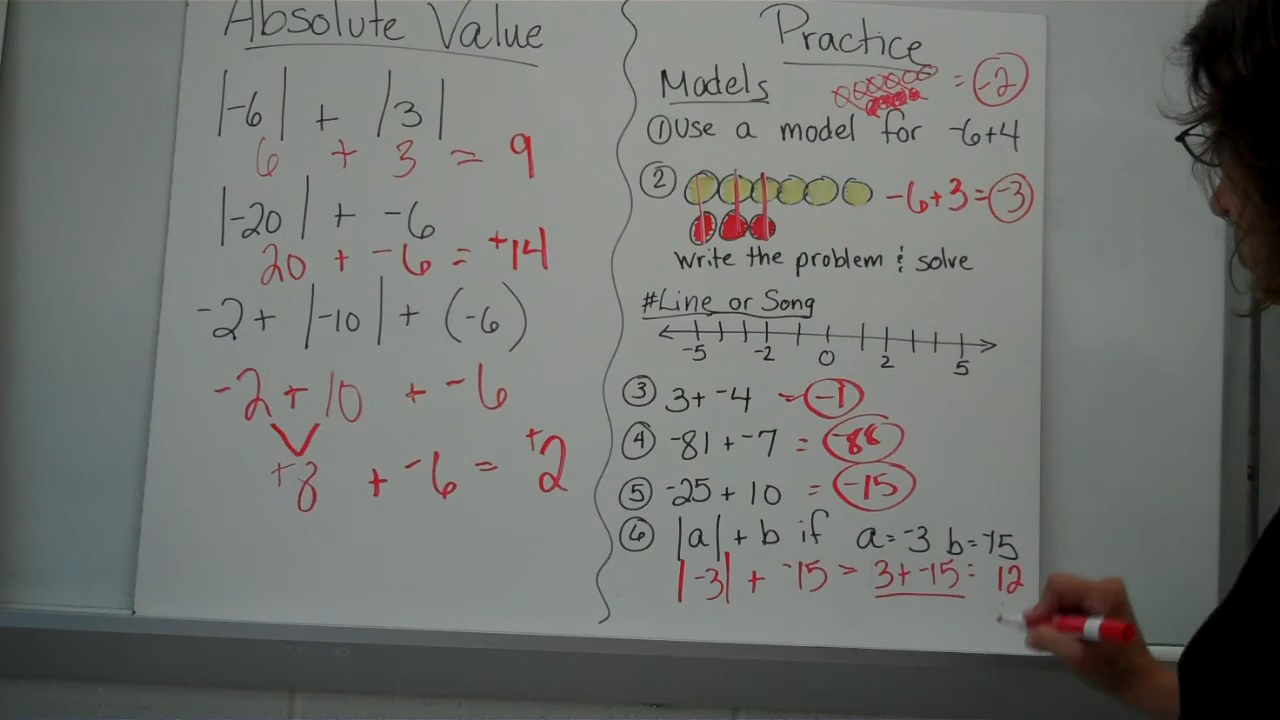 Absolute Value
|-6| + |3|
6 + 3 = 9
|-20| + -6
20 + -6 = +14
-2 + |-10| + (-6)
-2 + 10 + -6
+8 + -6 = +2
Practice
Models
= -2
① Use a model for -6+4
② -6+3=-3
Write the problem & solve
#Line or Song
-5 -2 0 2 5
③ 3+ -4 = -1
④ -81 + -7 = -88
⑤ -25 + 10 = -15
⑥ |a| + b if a=-3 b=-15
|-3| + -15 = 3+ -15 = 12